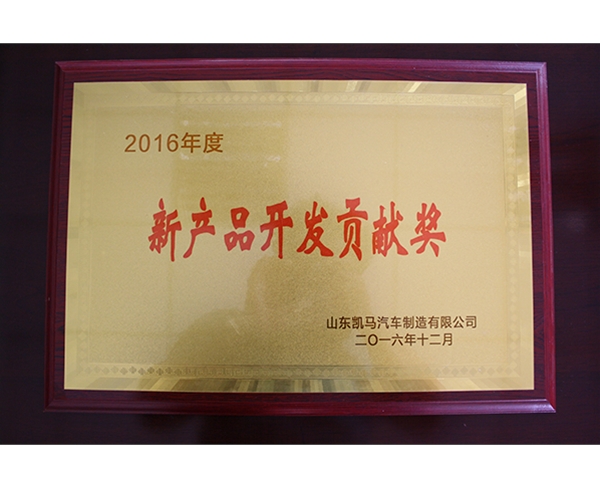 2016年度
新产品开发贡献奖
山东凯马汽车制造有限公司
二〇一六年十二月